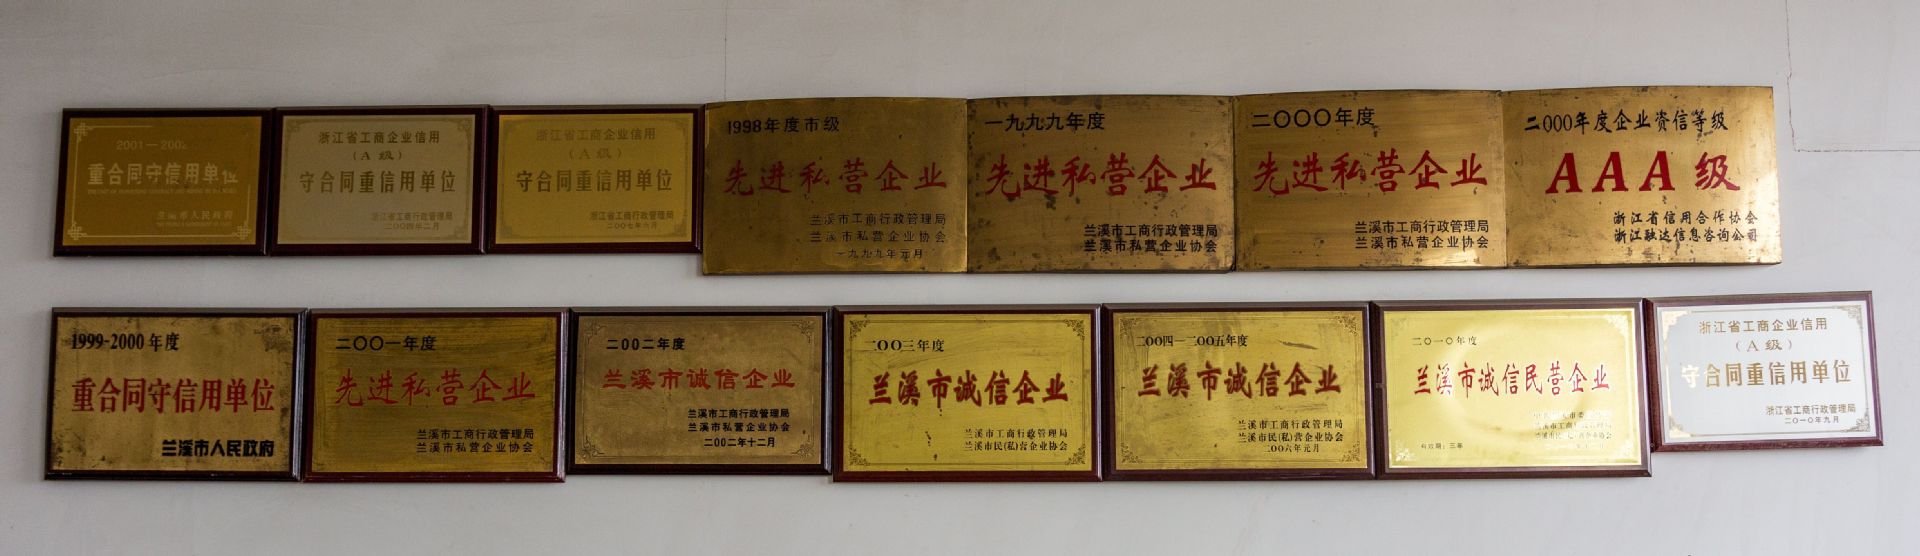 2001—2002
重合同守信用单位
兰溪市人民政府
浙江省工商企业信用
（A级）
守合同重信用单位
浙江省工商行政管理局
二〇〇四年二月
浙江省工商企业信用
（A级）
守合同重信用单位
浙江省工商行政管理局
二〇〇七年六月
1998年度市级
先进私营企业
兰溪市工商行政管理局
兰溪市私营企业协会
一九九九年元月
一九九九年度
先进私营企业
兰溪市工商行政管理局
兰溪市私营企业协会
二〇〇〇年度
先进私营企业
兰溪市工商行政管理局
兰溪市私营企业协会
二000年度企业资信等级
AAA级
浙江省信用合作协会
浙江融达信息咨询公司
1999-2000年度
重合同守信用单位
兰溪市人民政府
二〇〇一年度
先进私营企业
兰溪市工商行政管理局
兰溪市私营企业协会
二00二年度
兰溪市诚信企业
兰溪市工商行政管理局
兰溪市私营企业协会
二00二年十二月
二〇〇三年度
兰溪市诚信企业
兰溪市工商行政管理局
兰溪市民(私)营企业协会
二〇〇四—二〇〇五年度
兰溪市诚信企业
兰溪市工商行政管理局
兰溪市民(私)营企业协会
二00六年元月
二〇一〇年度
兰溪市诚信民营企业
有效期：三年
浙江省工商企业信用
（A级）
守合同重信用单位
浙江省工商行政管理局
二〇一〇年九月